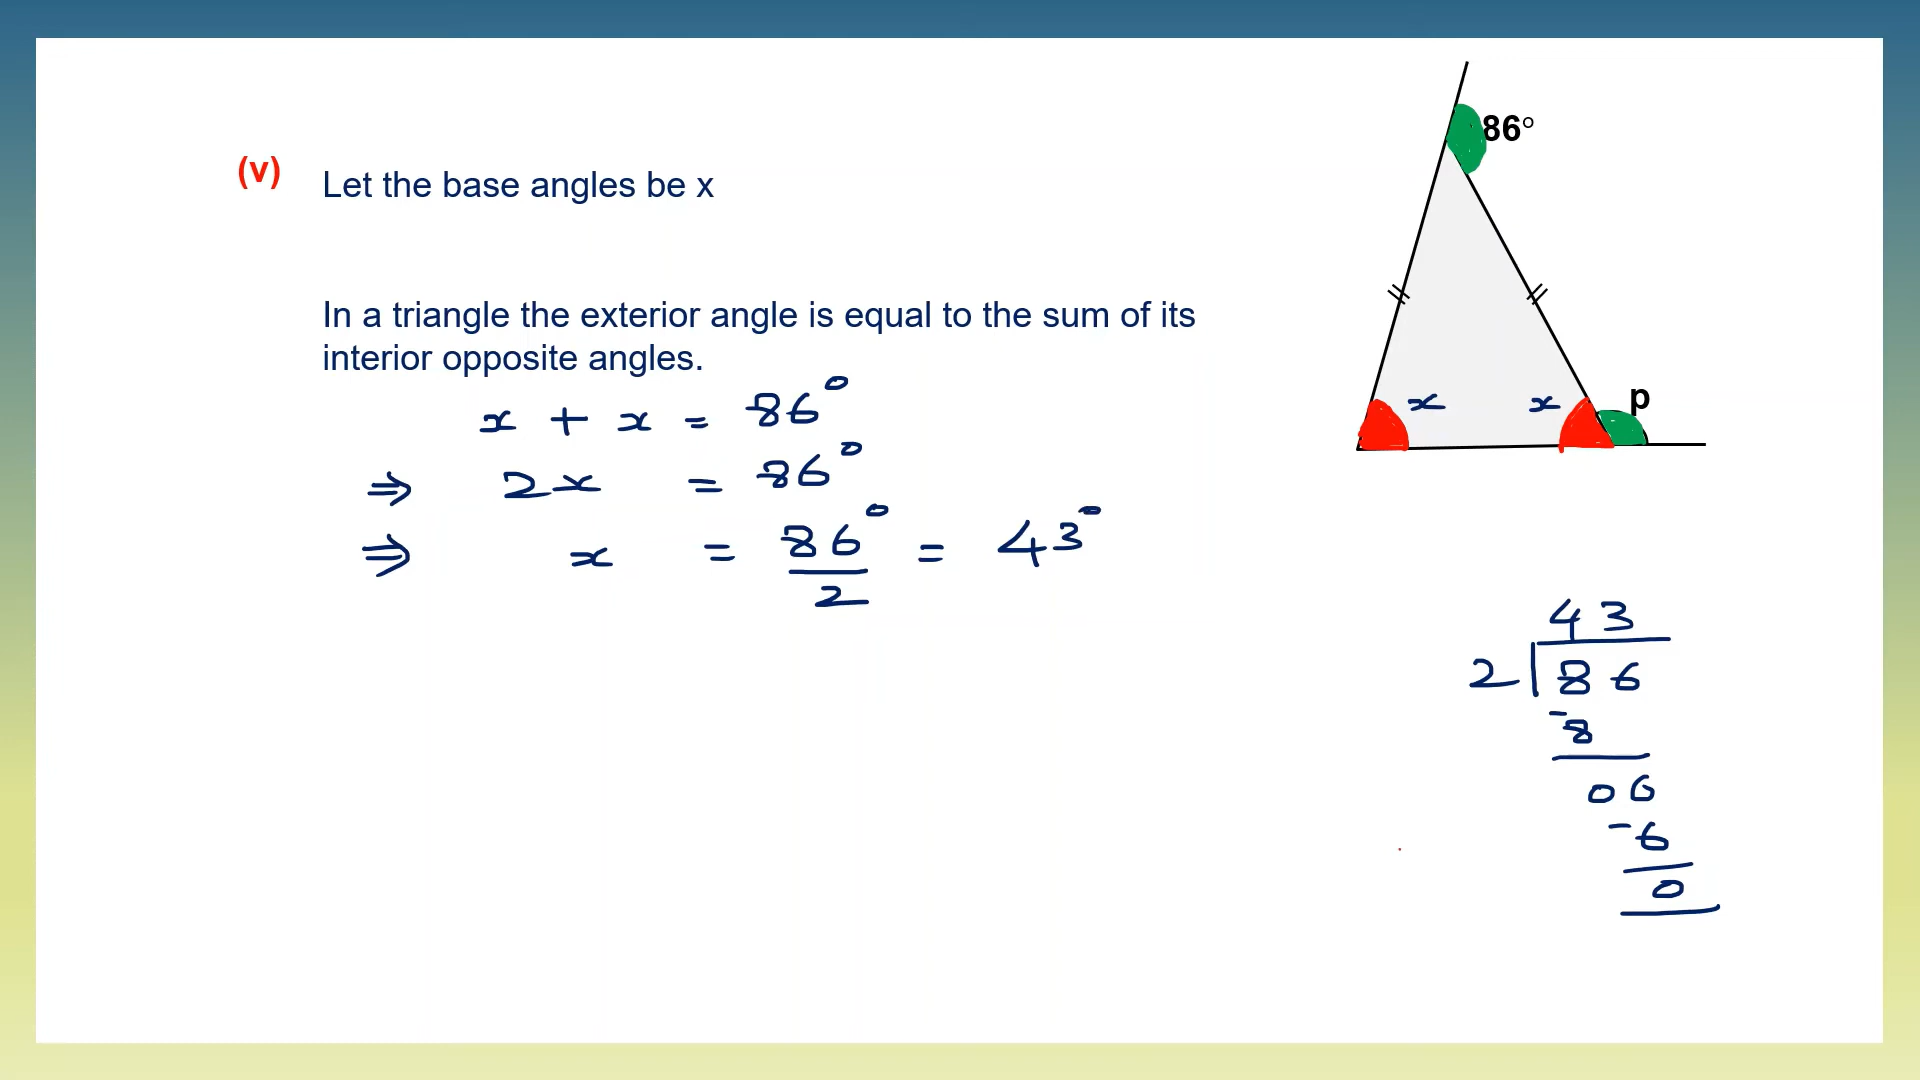 (v) Let the base angles be x
In a triangle the exterior angle is equal to the sum of its
interior opposite angles.
x + x = 86°
⇒ 2x = 86°
⇒ x = 86°/2 = 43°
86°
x x p
43
2 86
-8
06
-6
0